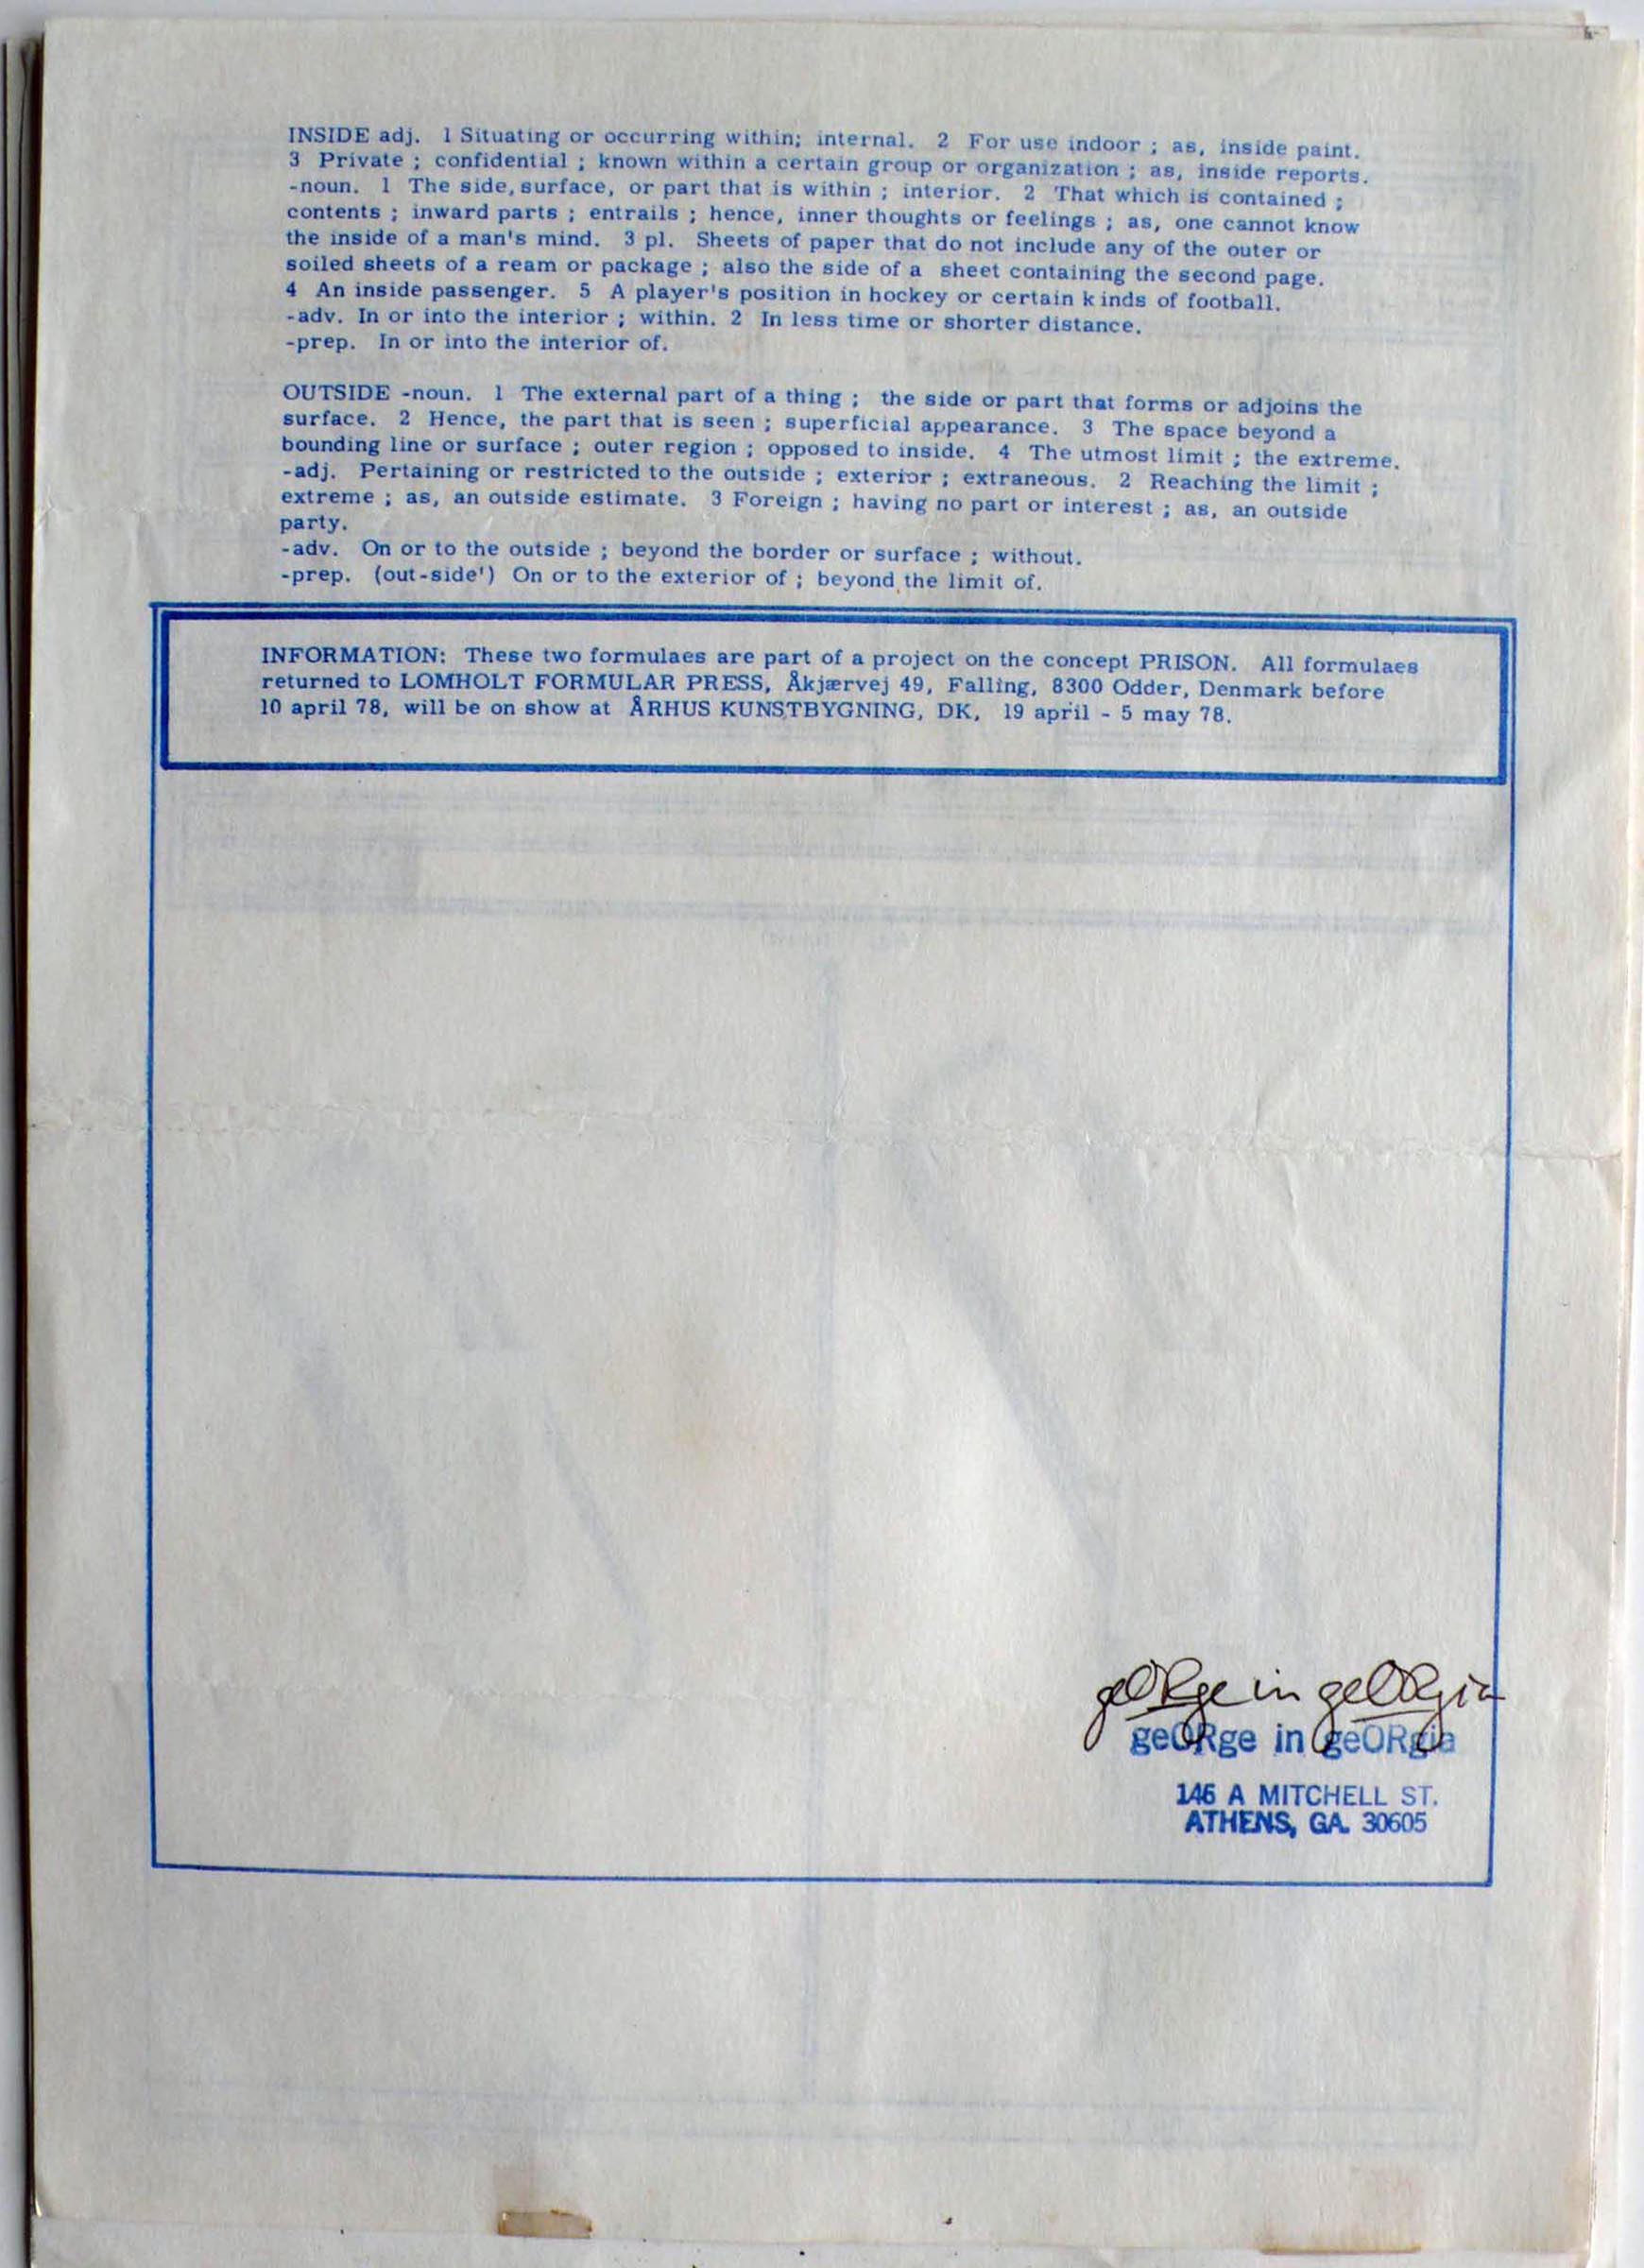 INSIDE adj. 1 Situating or occurring within; internal. 2 For use indoor ; as, inside paint.
3 Private ; confidential ; known within a certain group or organization ; as, inside reports.
-noun. 1 The side, surface, or part that is within ; interior. 2 That which is contained ;
contents ; inward parts ; entrails ; hence, inner thoughts or feelings ; as, one cannot know
the inside of a man's mind. 3 pl. Sheets of paper that do not include any of the outer or
soiled sheets of a ream or package ; also the side of a sheet containing the second page.
4 An inside passenger. 5 A player's position in hockey or certain kinds of football.
-adv. In or into the interior ; within. 2 In less time or shorter distance.
-prep. In or into the interior of.
OUTSIDE -noun. 1 The external part of a thing ; the side or part that forms or adjoins the
surface. 2 Hence, the part that is seen ; superficial appearance. 3 The space beyond a
bounding line or surface ; outer region ; opposed to inside. 4 The utmost limit ; the extreme.
-adj. Pertaining or restricted to the outside ; exterior ; extraneous. 2 Reaching the limit ;
extreme ; as, an outside estimate. 3 Foreign ; having no part or interest ; as, an outside
party.
-adv. On or to the outside ; beyond the border or surface ; without.
-prep. (out-side') On or to the exterior of ; beyond the limit of.
INFORMATION: These two formulaes are part of a project on the concept PRISON. All formulaes
returned to LOMHOLT FORMULAR PRESS, Åkjærvej 49, Falling, 8300 Odder, Denmark before
10 april 78, will be on show at ÅRHUS KUNSTBYGNING, DK, 19 april - 5 may 78.
geORge in geORgia
geORge in geORgia
146 A MITCHELL ST.
ATHENS, GA. 30605